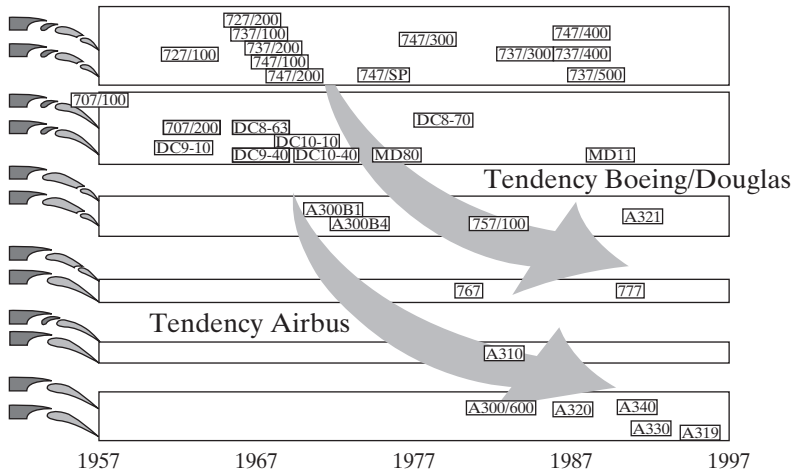 727/200
737/100
747/400
747/300
737/200
727/100
737/300
737/400
747/100
747/200
747/SP
737/500
707/100
DC8-70
707/200
DC8-63
DC10-10
DC9-10
DC9-40
DC10-40
MD80
MD11
Tendency Boeing/Douglas
A300B1
A321
A300B4
757/100
767
777
Tendency Airbus
A310
A300/600
A320
A340
A330
A319
1957
1967
1977
1987
1997